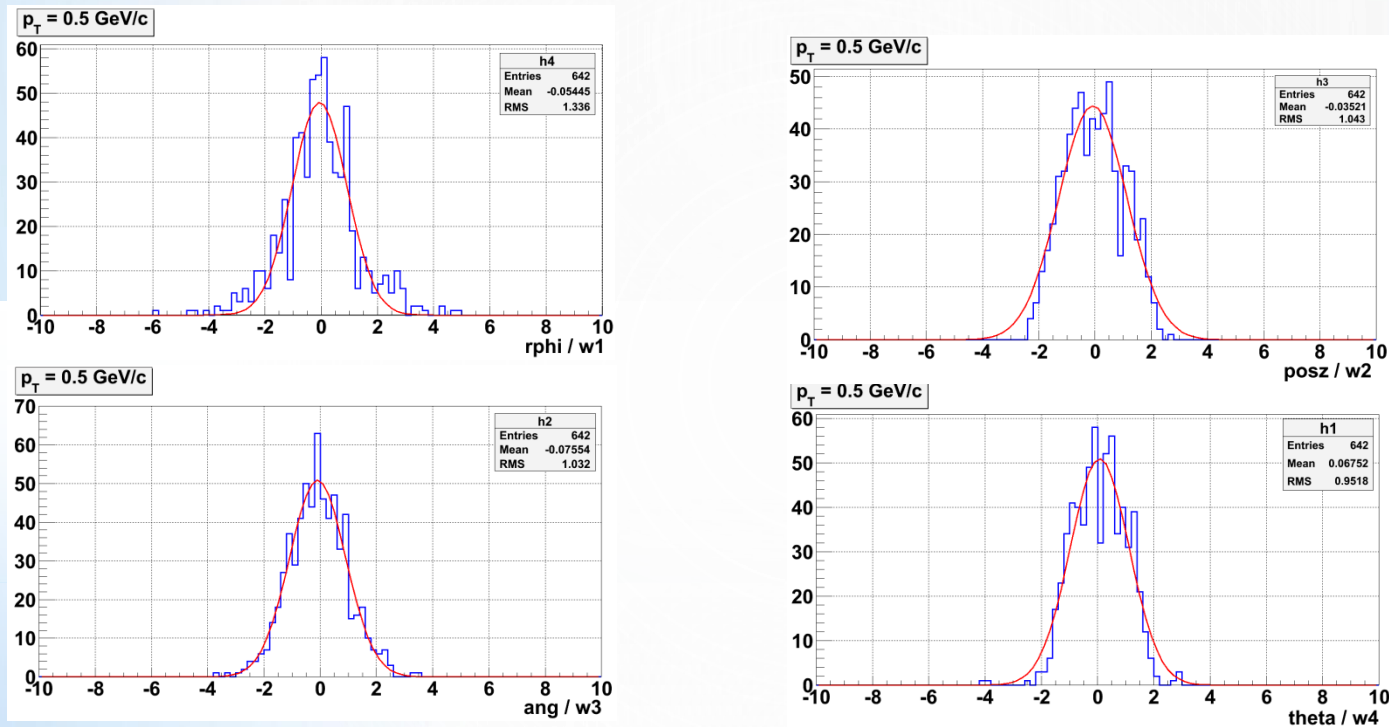 p_T = 0.5 GeV/c
h4
Entries 642
Mean -0.05445
RMS 1.336
60
50
40
30
20
10
0
-10 -8 -6 -4 -2 0 2 4 6 8 10
rphi / w1
p_T = 0.5 GeV/c
h3
Entries 642
Mean -0.03521
RMS 1.043
50
40
30
20
10
0
-10 -8 -6 -4 -2 0 2 4 6 8 10
posz / w2
p_T = 0.5 GeV/c
h2
Entries 642
Mean -0.07554
RMS 1.032
70
60
50
40
30
20
10
0
-10 -8 -6 -4 -2 0 2 4 6 8 10
ang / w3
p_T = 0.5 GeV/c
h1
Entries 642
Mean 0.06752
RMS 0.9518
60
50
40
30
20
10
0
-10 -8 -6 -4 -2 0 2 4 6 8 10
theta / w4